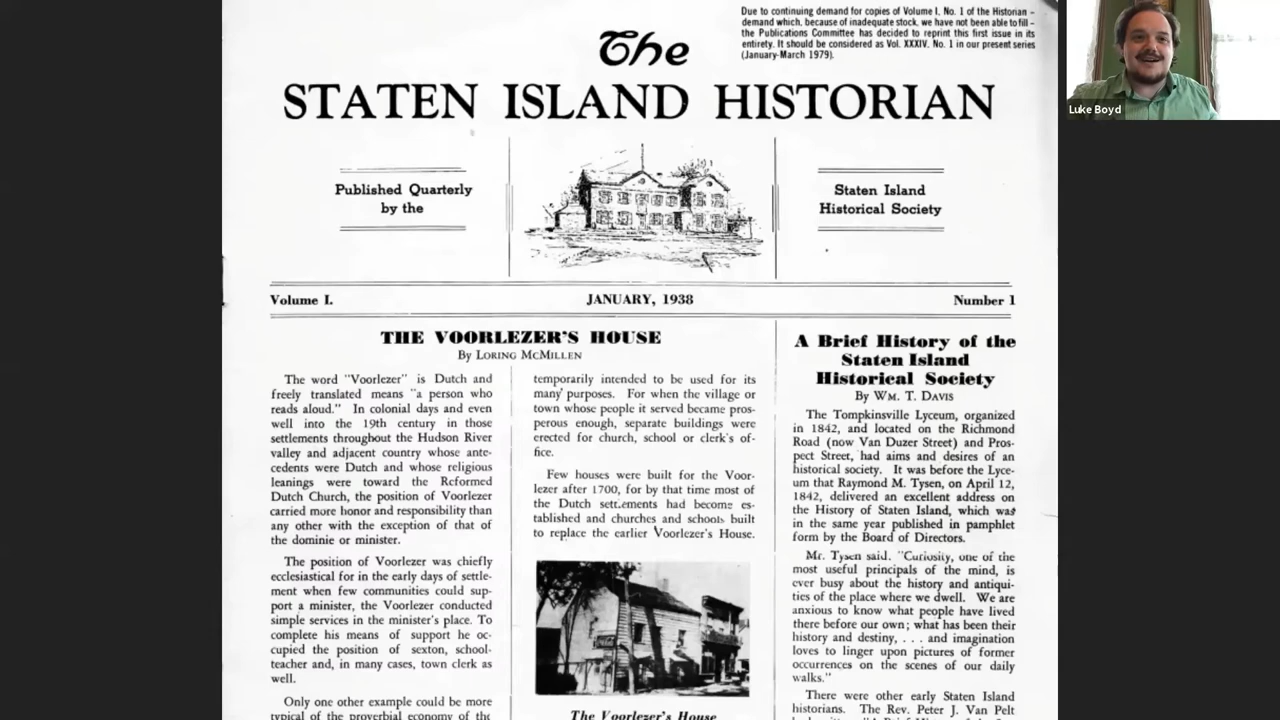 Due to continuing demand for copies of Volume I, No. 1 of the Historian –
demand which, because of inadequate stock, we have not been able to fill –
the Publications Committee has decided to reprint this first issue in its
entirety. It should be considered as Vol. XXXIV. No. 1 in our present series
(January-March 1979).
The
STATEN ISLAND HISTORIAN
Published Quarterly
by the
Staten Island
Historical Society
Volume I.
JANUARY, 1938
Number 1
THE VOORLEZER'S HOUSE
By LORING MCMILLEN
The word "Voorlezer" is Dutch and
freely translated means "a person who
reads aloud." In colonial days and even
well into the 19th century in those
settlements throughout the Hudson River
valley and adjacent country whose ante-
cedents were Dutch and whose religious
leanings were toward the Reformed
Dutch Church, the position of Voorlezer
carried more honor and responsibility than
any other with the exception of that of
the dominie or minister.
The position of Voorlezer was chiefly
ecclesiastical for in the early days of settle-
ment when few communities could sup-
port a minister, the Voorlezer conducted
simple services in the minister's place. To
complete his means of support he oc-
cupied the position of sexton, school-
teacher and, in many cases, town clerk as
well.
Only one other example could be more
typical of the proverbial economy of the
temporarily intended to be used for its
many purposes. For when the village or
town whose people it served became pros-
perous enough, separate buildings were
erected for church, school or clerk's of-
fice.
Few houses were built for the Voor-
lezer after 1700, for by that time most of
the Dutch settlements had become es-
tablished and churches and schools built
to replace the earlier Voorlezer's House.
The Voorlezer's House
A Brief History of the
Staten Island
Historical Society
By WM. T. DAVIS
The Tompkinsville Lyceum, organized
in 1842, and located on the Richmond
Road (now Van Duzer Street) and Pros-
pect Street, had aims and desires of an
historical society. It was before the Lyce-
um that Raymond M. Tysen, on April 12,
1842, delivered an excellent address on
the History of Staten Island, which was
in the same year published in pamphlet
form by the Board of Directors.
Mr. Tysen said. "Curiosity, one of the
most useful principals of the mind, is
ever busy about the history and antiqui-
ties of the place where we dwell. We are
anxious to know what people have lived
there before our own; what has been their
history and destiny, . . . and imagination
loves to linger upon pictures of former
occurrences on the scenes of our daily
walks."
There were other early Staten Island
historians. The Rev. Peter J. Van Pelt
Luke Boyd